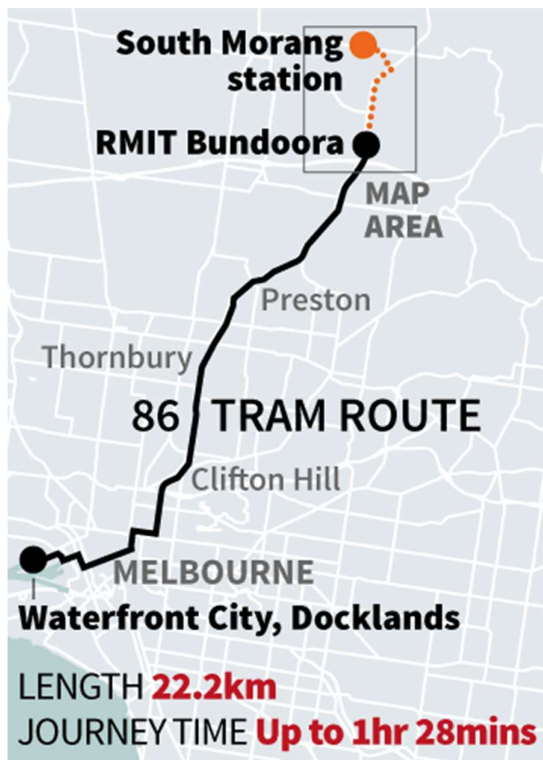 South Morang
station
RMIT Bundoora
MAP
AREA
Preston
Thornbury
86 TRAM ROUTE
Clifton Hill
MELBOURNE
Waterfront City, Docklands
LENGTH 22.2km
JOURNEY TIME Up to 1hr 28mins